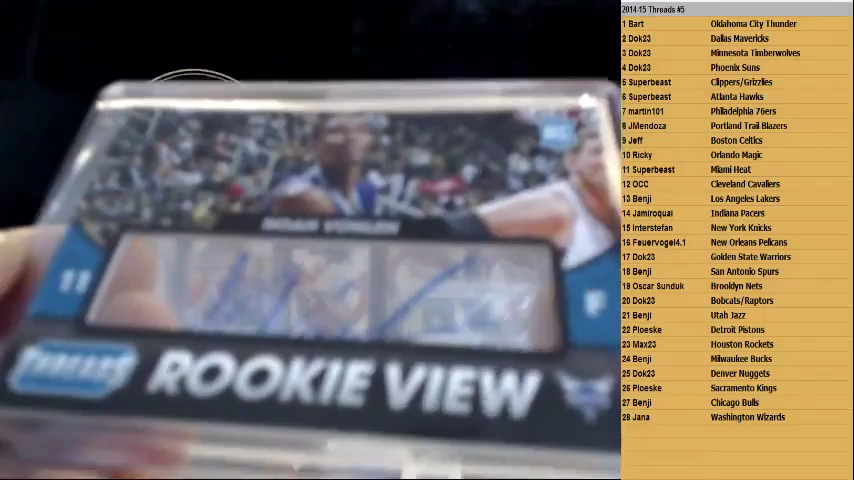 NOAH VONLEH
11
F
THREADS
ROOKIE VIEW
2014-15 Threads #5
1 Bart Oklahoma City Thunder
2 Dok23 Dallas Mavericks
3 Dok23 Minnesota Timberwolves
4 Dok23 Phoenix Suns
5 Superbeast Clippers/Grizzlies
6 Superbeast Atlanta Hawks
7 martin101 Philadelphia 76ers
8 JMendoza Portland Trail Blazers
9 Jeff Boston Celtics
10 Ricky Orlando Magic
11 Superbeast Miami Heat
12 OCC Cleveland Cavaliers
13 Benji Los Angeles Lakers
14 Jamiroquai Indiana Pacers
15 Interstefan New York Knicks
16 Feuervogel4.1 New Orleans Pelicans
17 Dok23 Golden State Warriors
18 Benji San Antonio Spurs
19 Oscar Sunduk Brooklyn Nets
20 Dok23 Bobcats/Raptors
21 Benji Utah Jazz
22 Ploeske Detroit Pistons
23 Max23 Houston Rockets
24 Benji Milwaukee Bucks
25 Dok23 Denver Nuggets
26 Ploeske Sacramento Kings
27 Benji Chicago Bulls
28 Jana Washington Wizards